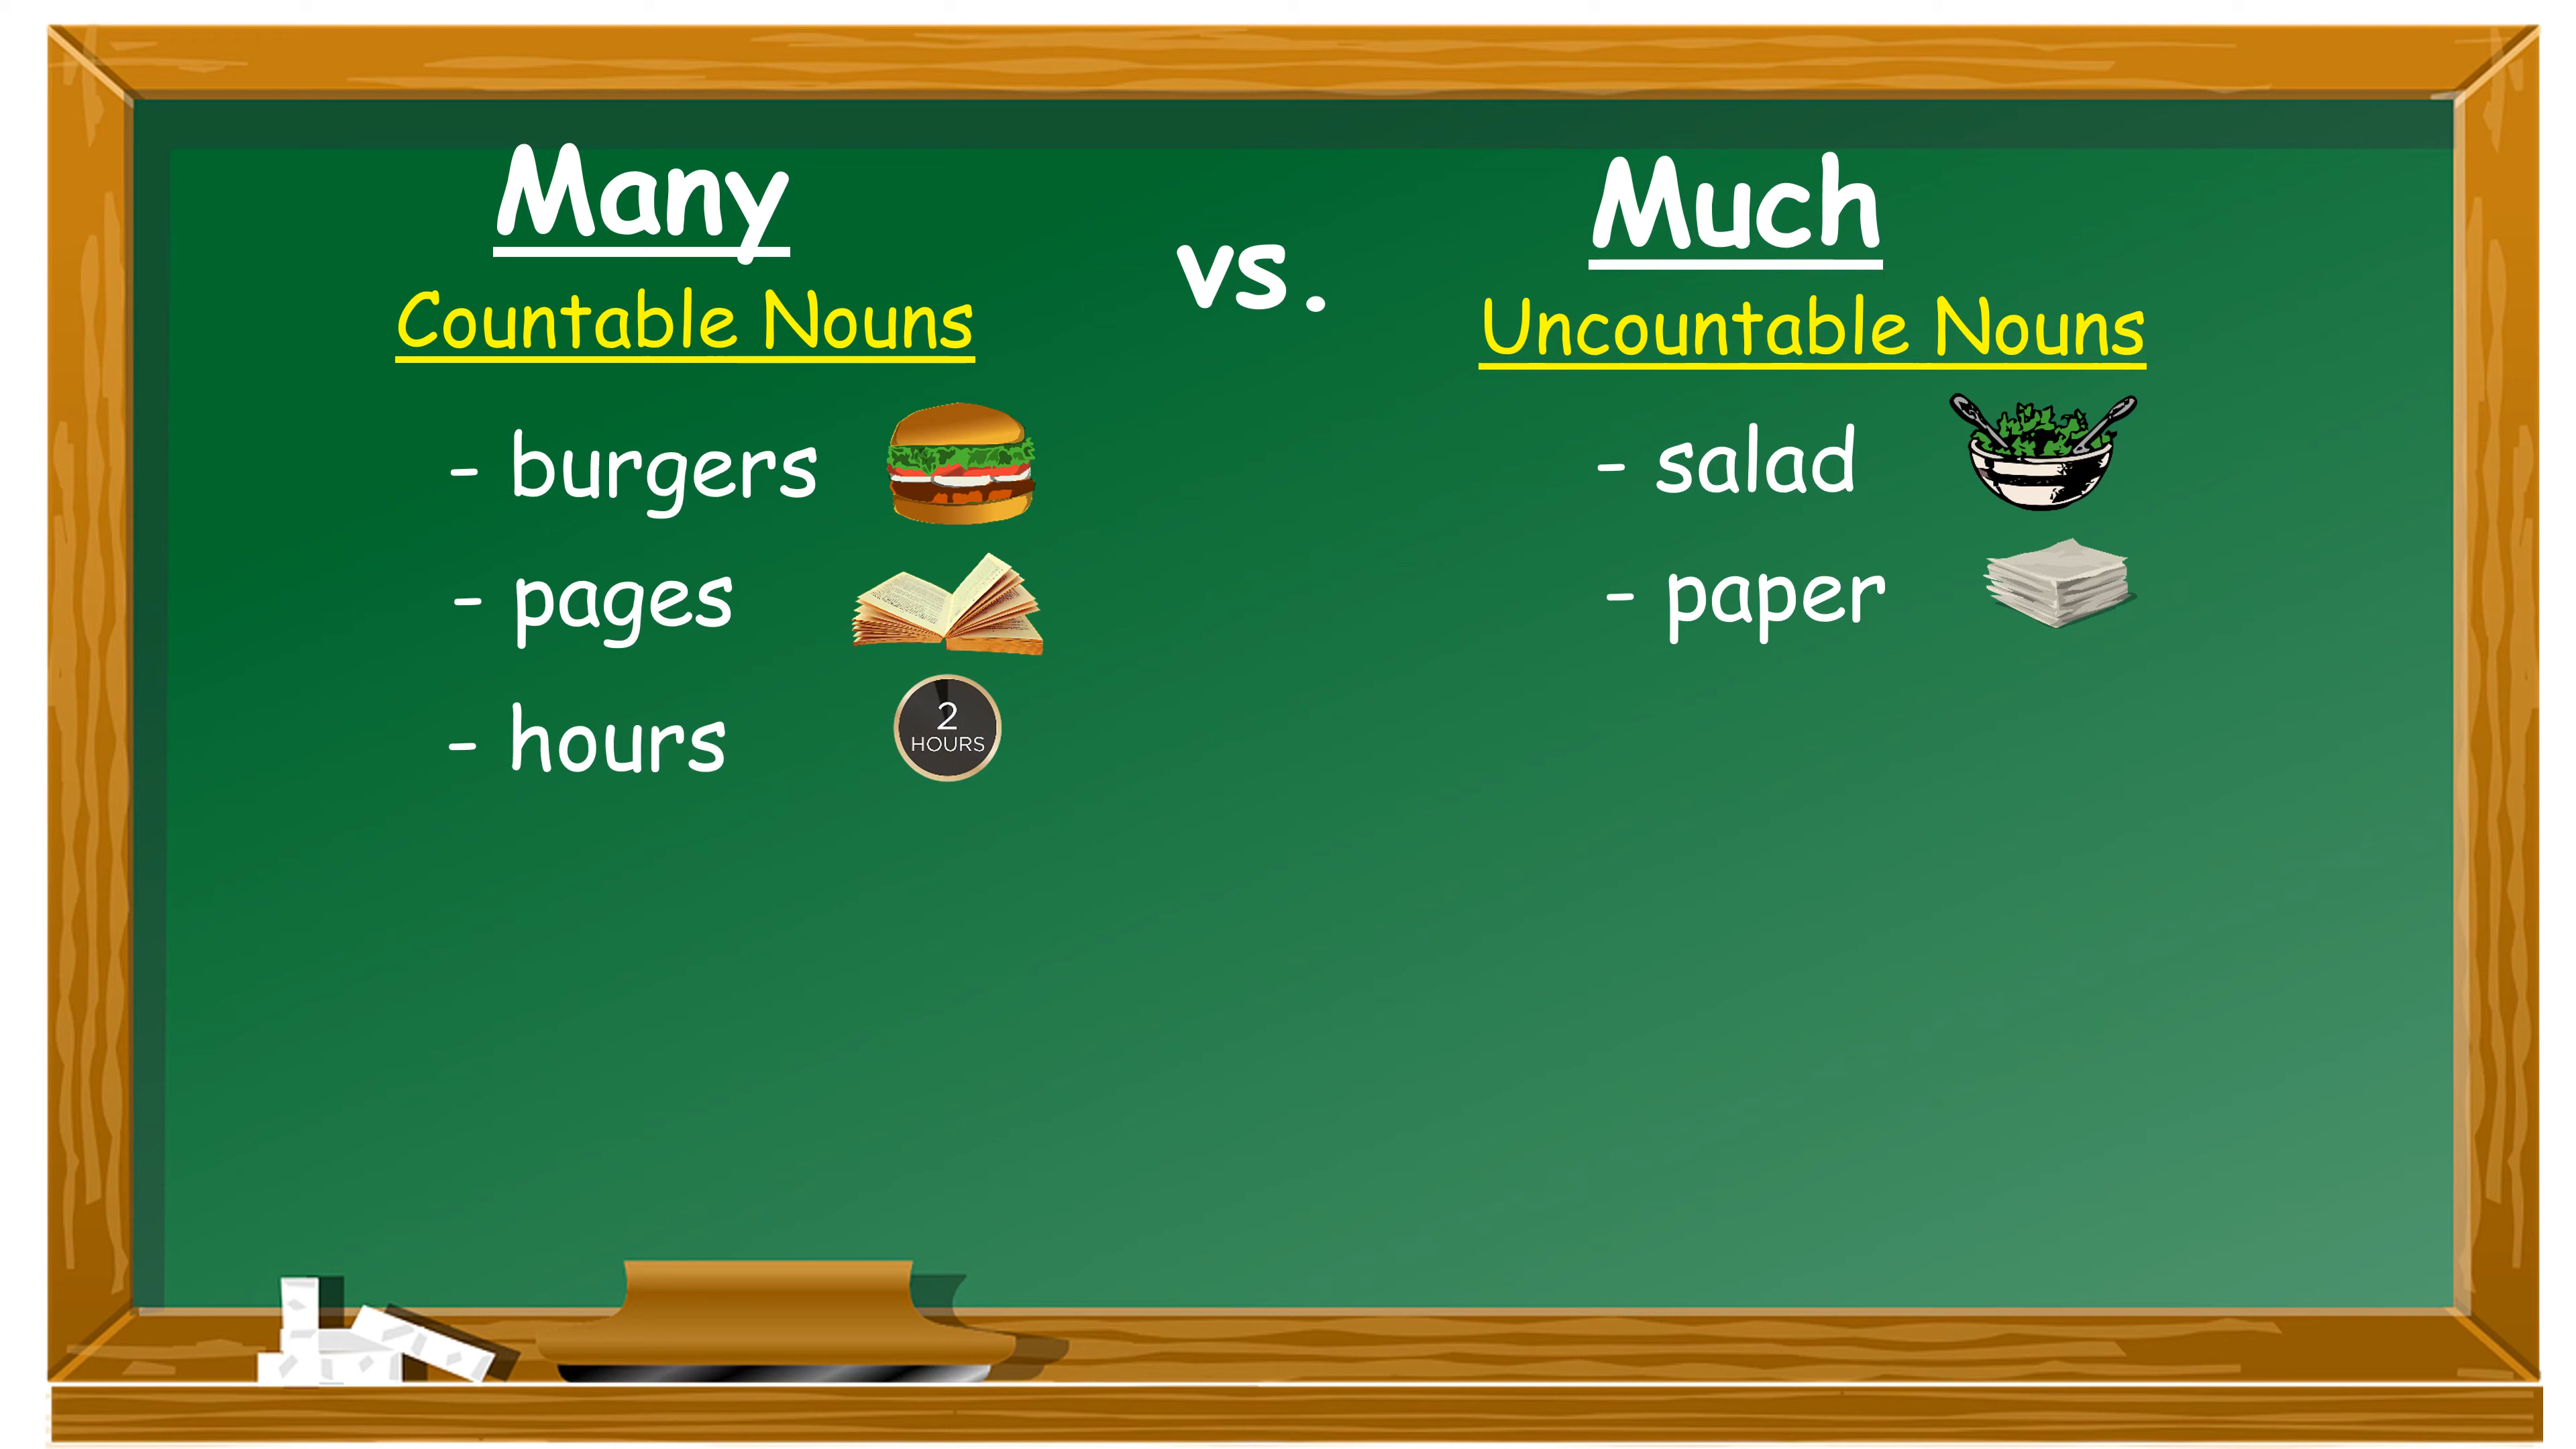 Many
vs.
Much
Countable Nouns
Uncountable Nouns
- burgers
- salad
- pages
- paper
- hours
2
HOURS